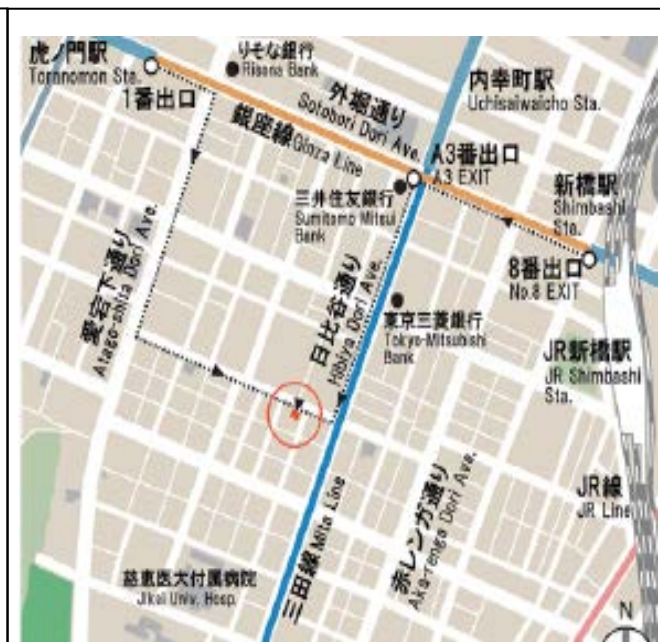 虎ノ門駅
Toranomon Sta.
1番出口
りそな銀行
Risona Bank
外堀通り
Sotobori Dori Ave.
銀座線 Ginza Line
内幸町駅
Uchisaiwaicho Sta.
A3番出口
A3 EXIT
三井住友銀行
Sumitomo Mitsui
Bank
新橋駅
Shimbashi
Sta.
8番出口
No.8 EXIT
愛宕下通り
Atago-shita Dori Ave.
日比谷通り
Hibiya Dori Ave.
東京三菱銀行
Tokyo-Mitsubishi
Bank
JR新橋駅
JR Shimbashi
Sta.
赤レンガ通り
Aka-renga Dori Ave.
JR線
JR Line
三田線 Mita Line
慈恵医大付属病院
Jikei Univ. Hosp.
N